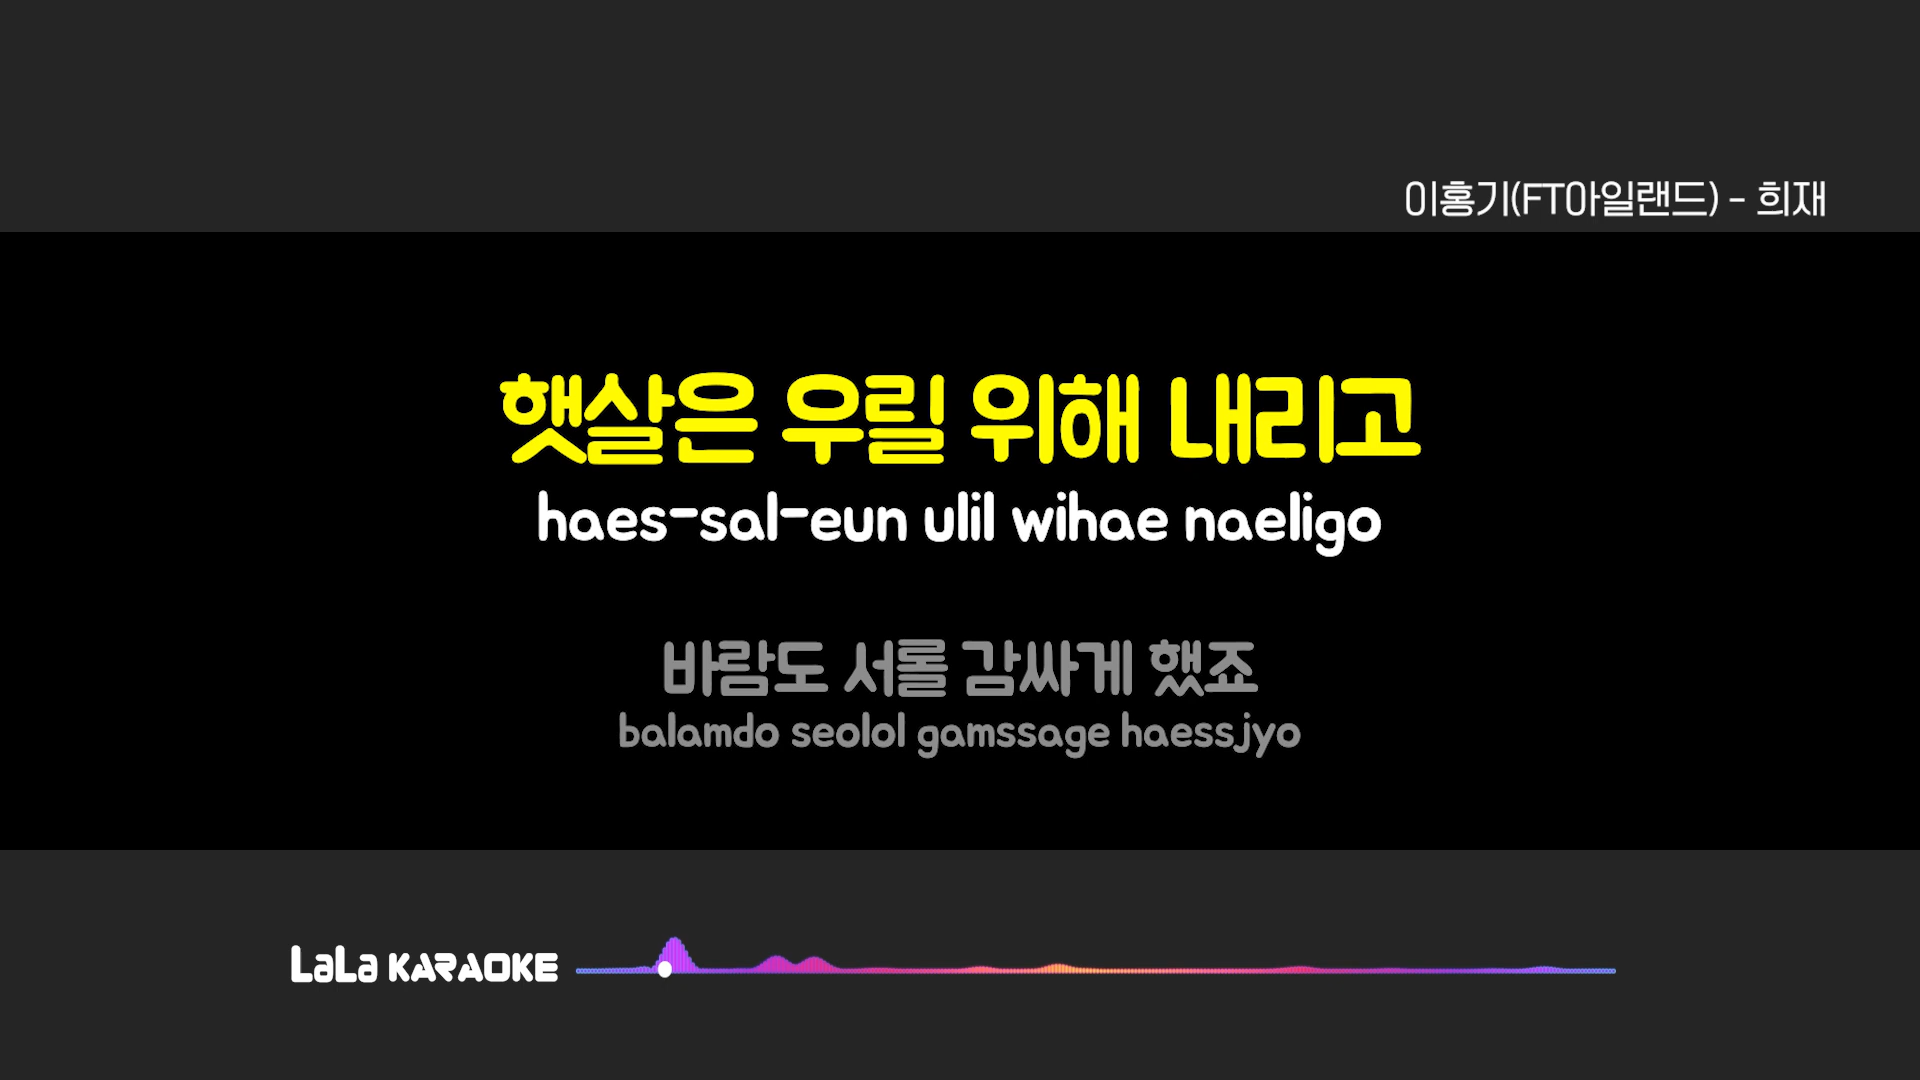 이홍기(FT아일랜드) - 희재
햇살은 우릴 위해 내리고
haes-sal-eun ulil wihae naeligo
바람도 서롤 감싸게 했죠
balamdo seolol gamssage haessjyo
LaLa KARAOKE